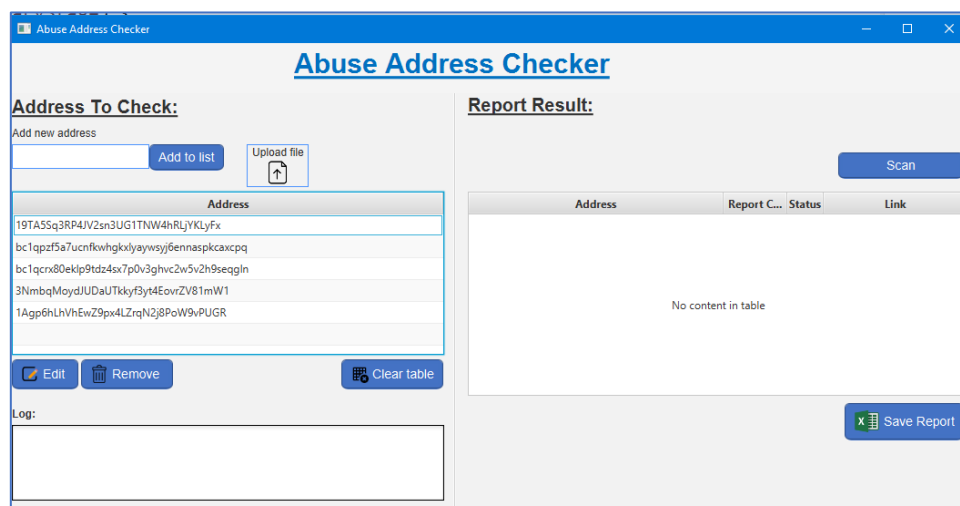 Abuse Address Checker
Abuse Address Checker
Address To Check:
Add new address
Add to list
Upload file
Address
19TA5Sq3RP4JV2sn3UG1TNW4hRLjYKLyFx
bc1qpzf5a7ucnfkwhgkxlyaywsyj6ennaspkcaxcpq
bc1qcrx80eklp9tdz4sx7p0v3ghvc2w5v2h9seqgln
3NmbqMoydJUDaUTkkyf3yt4EovrZV81mW1
1Agp6hLhVhEwZ9px4LZrqN2j8PoW9vPUGR
Edit
Remove
Clear table
Log:
Report Result:
Scan
Address Report C... Status Link
No content in table
Save Report